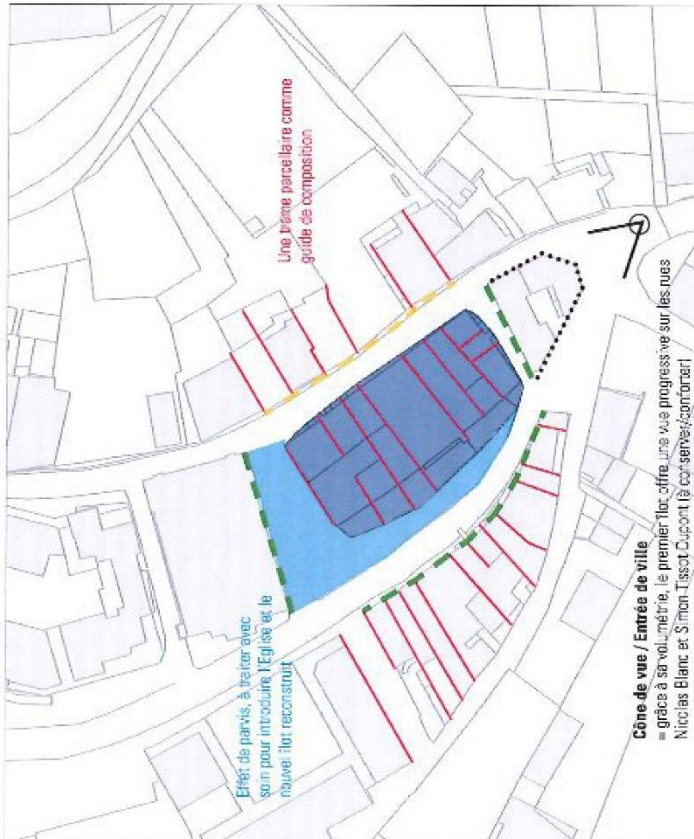 Une trame parcellaire comme
guide de composition
Effet de parvis, à traiter avec
soin pour introduire l'Eglise et le
nouvel îlot reconstruit
Cône de vue / Entrée de ville
= grâce à sa volumétrie, le premier îlot offre une vue progressive sur les rues
Nicolas Blanc et Simon-Tissot Dupont (à conserver/conforter)